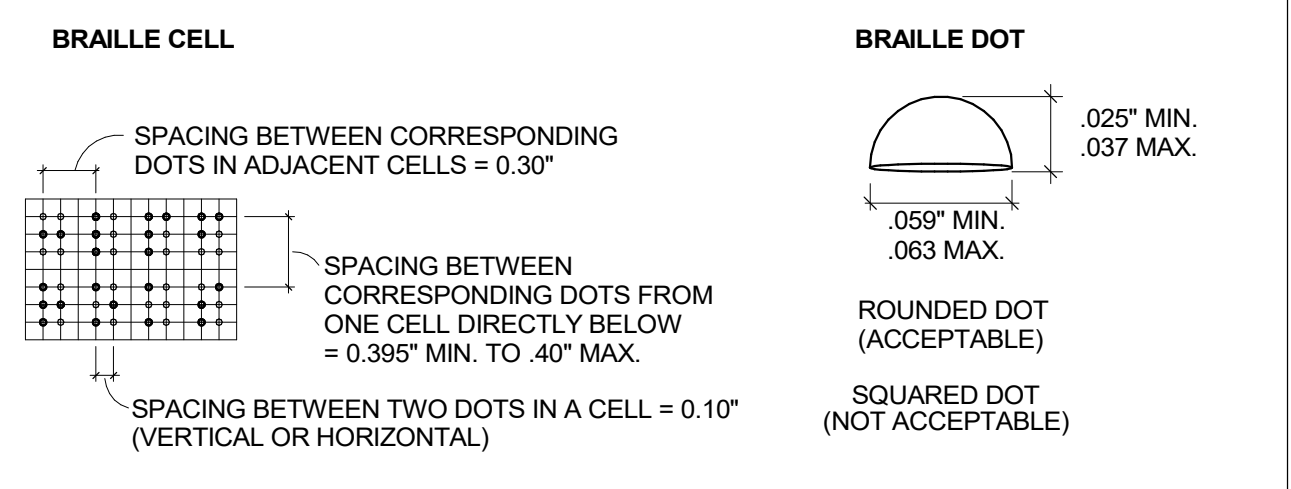 BRAILLE CELL
SPACING BETWEEN CORRESPONDING
DOTS IN ADJACENT CELLS = 0.30"
SPACING BETWEEN
CORRESPONDING DOTS FROM
ONE CELL DIRECTLY BELOW
= 0.395" MIN. TO .40" MAX.
SPACING BETWEEN TWO DOTS IN A CELL = 0.10"
(VERTICAL OR HORIZONTAL)
BRAILLE DOT
.025" MIN.
.037 MAX.
.059" MIN.
.063 MAX.
ROUNDED DOT
(ACCEPTABLE)
SQUARED DOT
(NOT ACCEPTABLE)